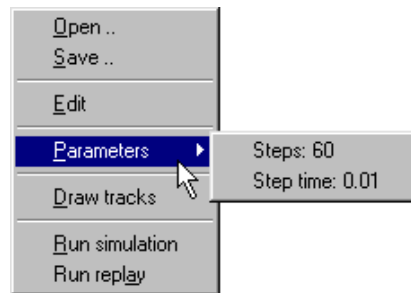 Open ..
Save ..
Edit
Parameters
Steps: 60
Step time: 0.01
Draw tracks
Run simulation
Run replay